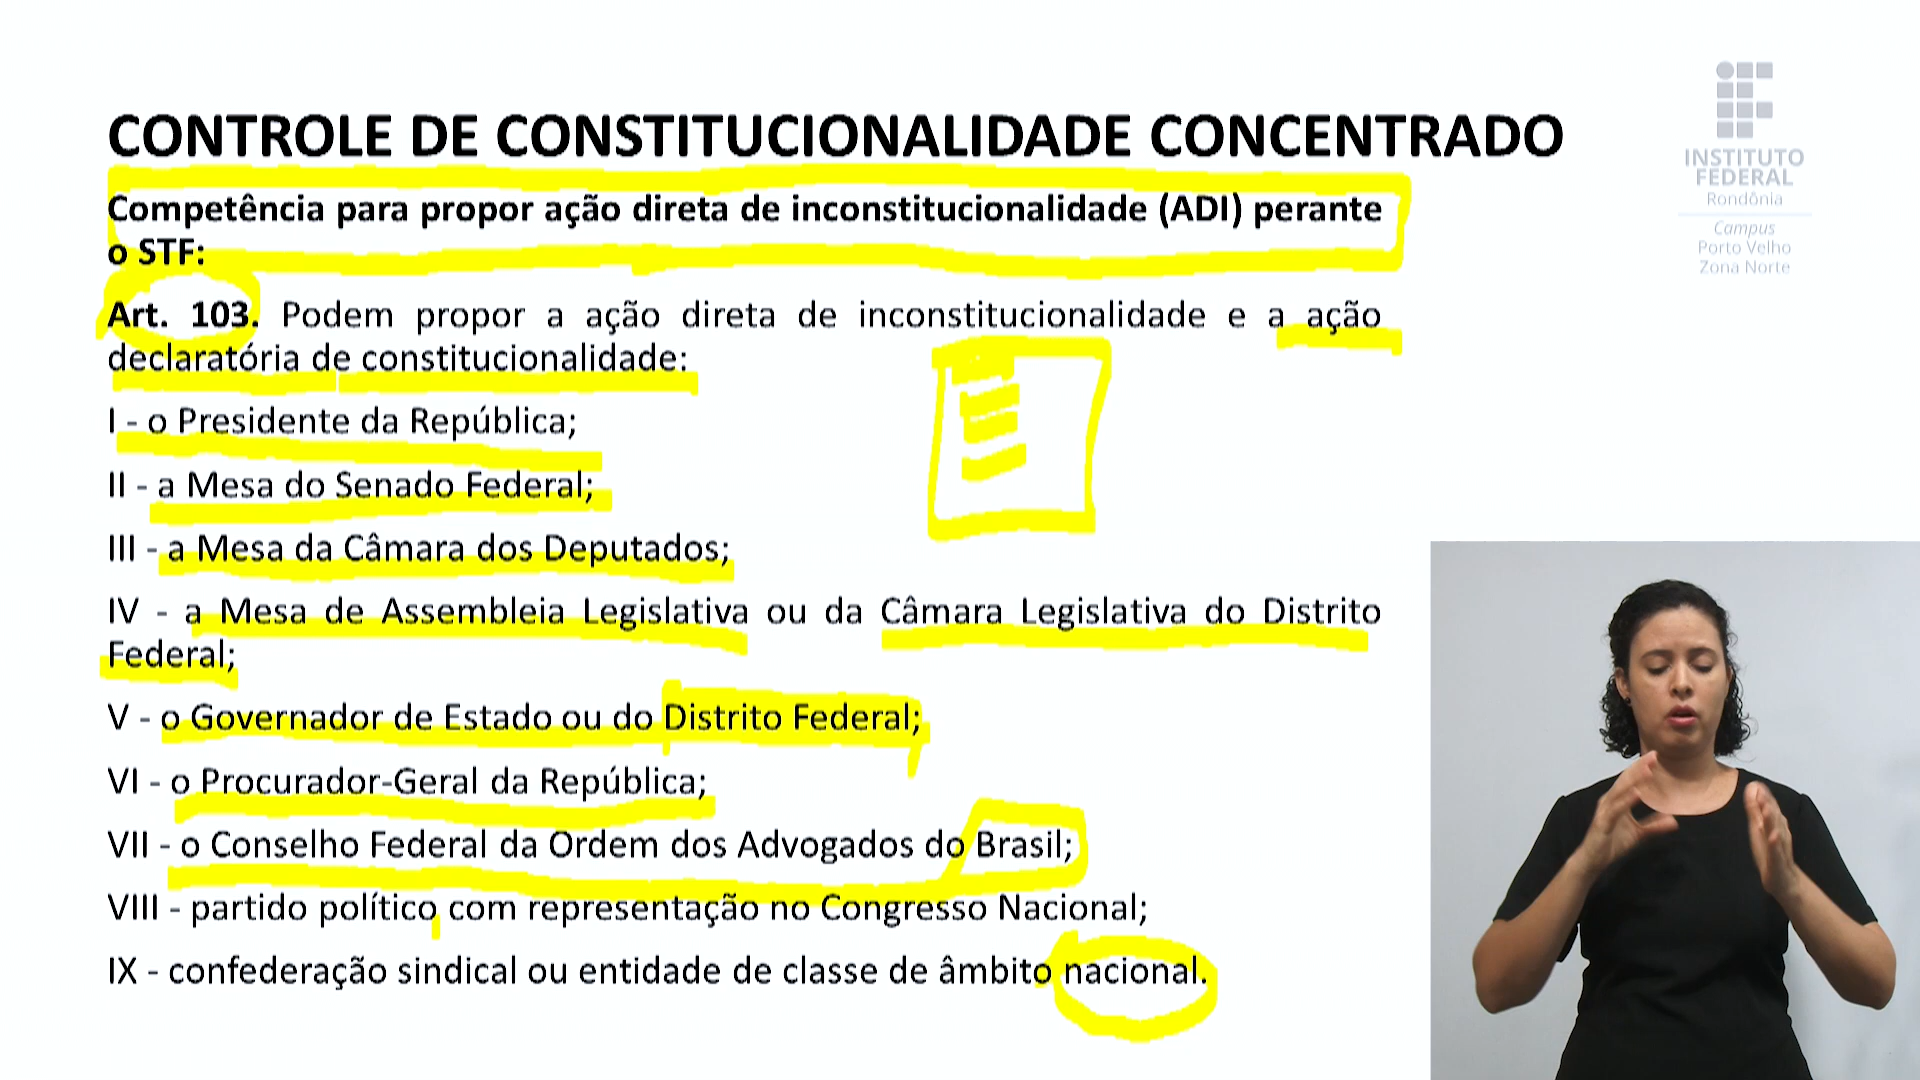 CONTROLE DE CONSTITUCIONALIDADE CONCENTRADO
Competência para propor ação direta de inconstitucionalidade (ADI) perante
o STF:
Art. 103. Podem propor a ação direta de inconstitucionalidade e a ação
declaratória de constitucionalidade:
I - o Presidente da República;
II - a Mesa do Senado Federal;
III - a Mesa da Câmara dos Deputados;
IV - a Mesa de Assembleia Legislativa ou da Câmara Legislativa do Distrito
Federal;
V - o Governador de Estado ou do Distrito Federal;
VI - o Procurador-Geral da República;
VII - o Conselho Federal da Ordem dos Advogados do Brasil;
VIII - partido político com representação no Congresso Nacional;
IX - confederação sindical ou entidade de classe de âmbito nacional.
INSTITUTO
FEDERAL
Rondônia
Campus
Porto Velho
Zona Norte